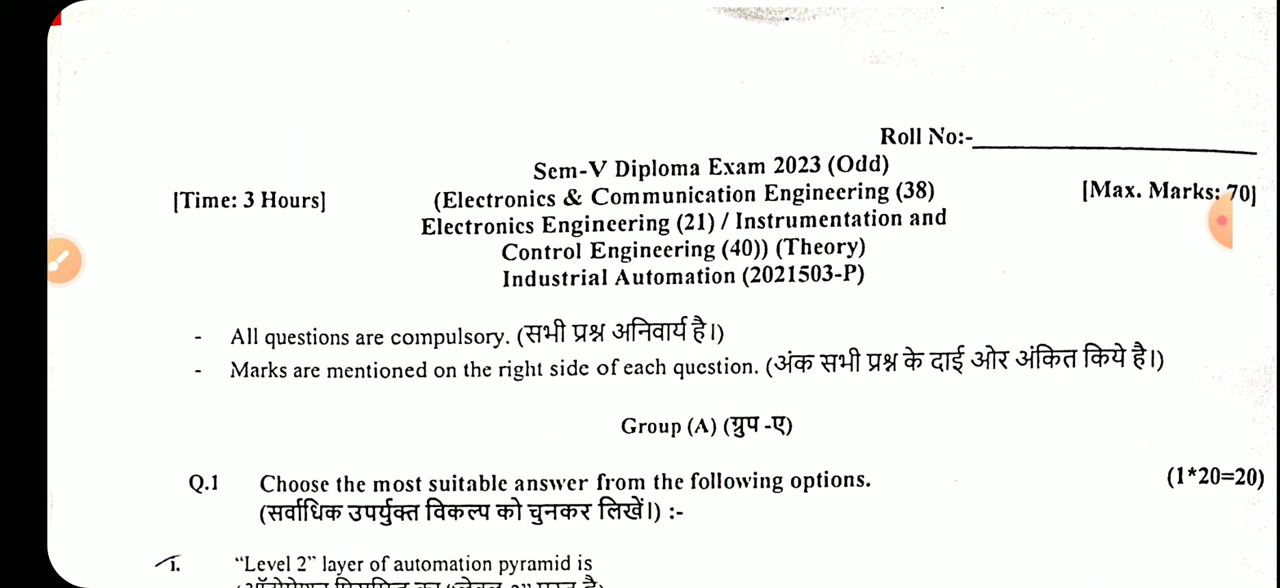 Roll No:-
Sem-V Diploma Exam 2023 (Odd)
[Time: 3 Hours] (Electronics & Communication Engineering (38) [Max. Marks: 70]
Electronics Engineering (21) / Instrumentation and
Control Engineering (40)) (Theory)
Industrial Automation (2021503-P)
- All questions are compulsory. (सभी प्रश्न अनिवार्य है।)
- Marks are mentioned on the right side of each question. (अंक सभी प्रश्न के दाई ओर अंकित किये है।)
Group (A) (ग्रुप -ए)
Q.1 Choose the most suitable answer from the following options. (1*20=20)
(सर्वाधिक उपर्युक्त विकल्प को चुनकर लिखें।) :-
1. “Level 2” layer of automation pyramid is